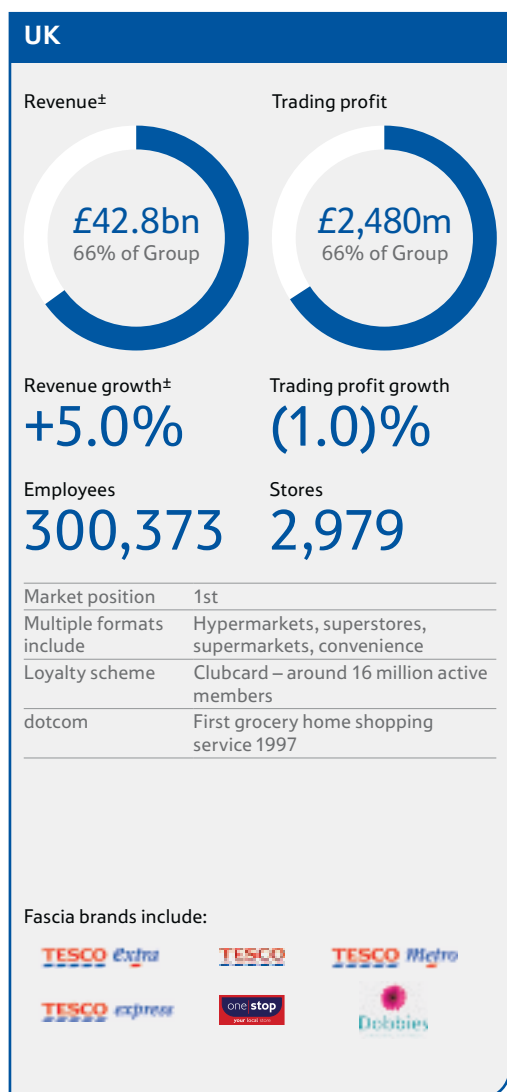 UK
Revenue± Trading profit
£42.8bn £2,480m
66% of Group 66% of Group
Revenue growth± Trading profit growth
+5.0% (1.0)%
Employees Stores
300,373 2,979
Market position 1st
Multiple formats Hypermarkets, superstores,
include supermarkets, convenience
Loyalty scheme Clubcard – around 16 million active
members
dotcom First grocery home shopping
service 1997
Fascia brands include:
TESCO Extra TESCO TESCO Metro
TESCO express one stop Dobbies
your local store